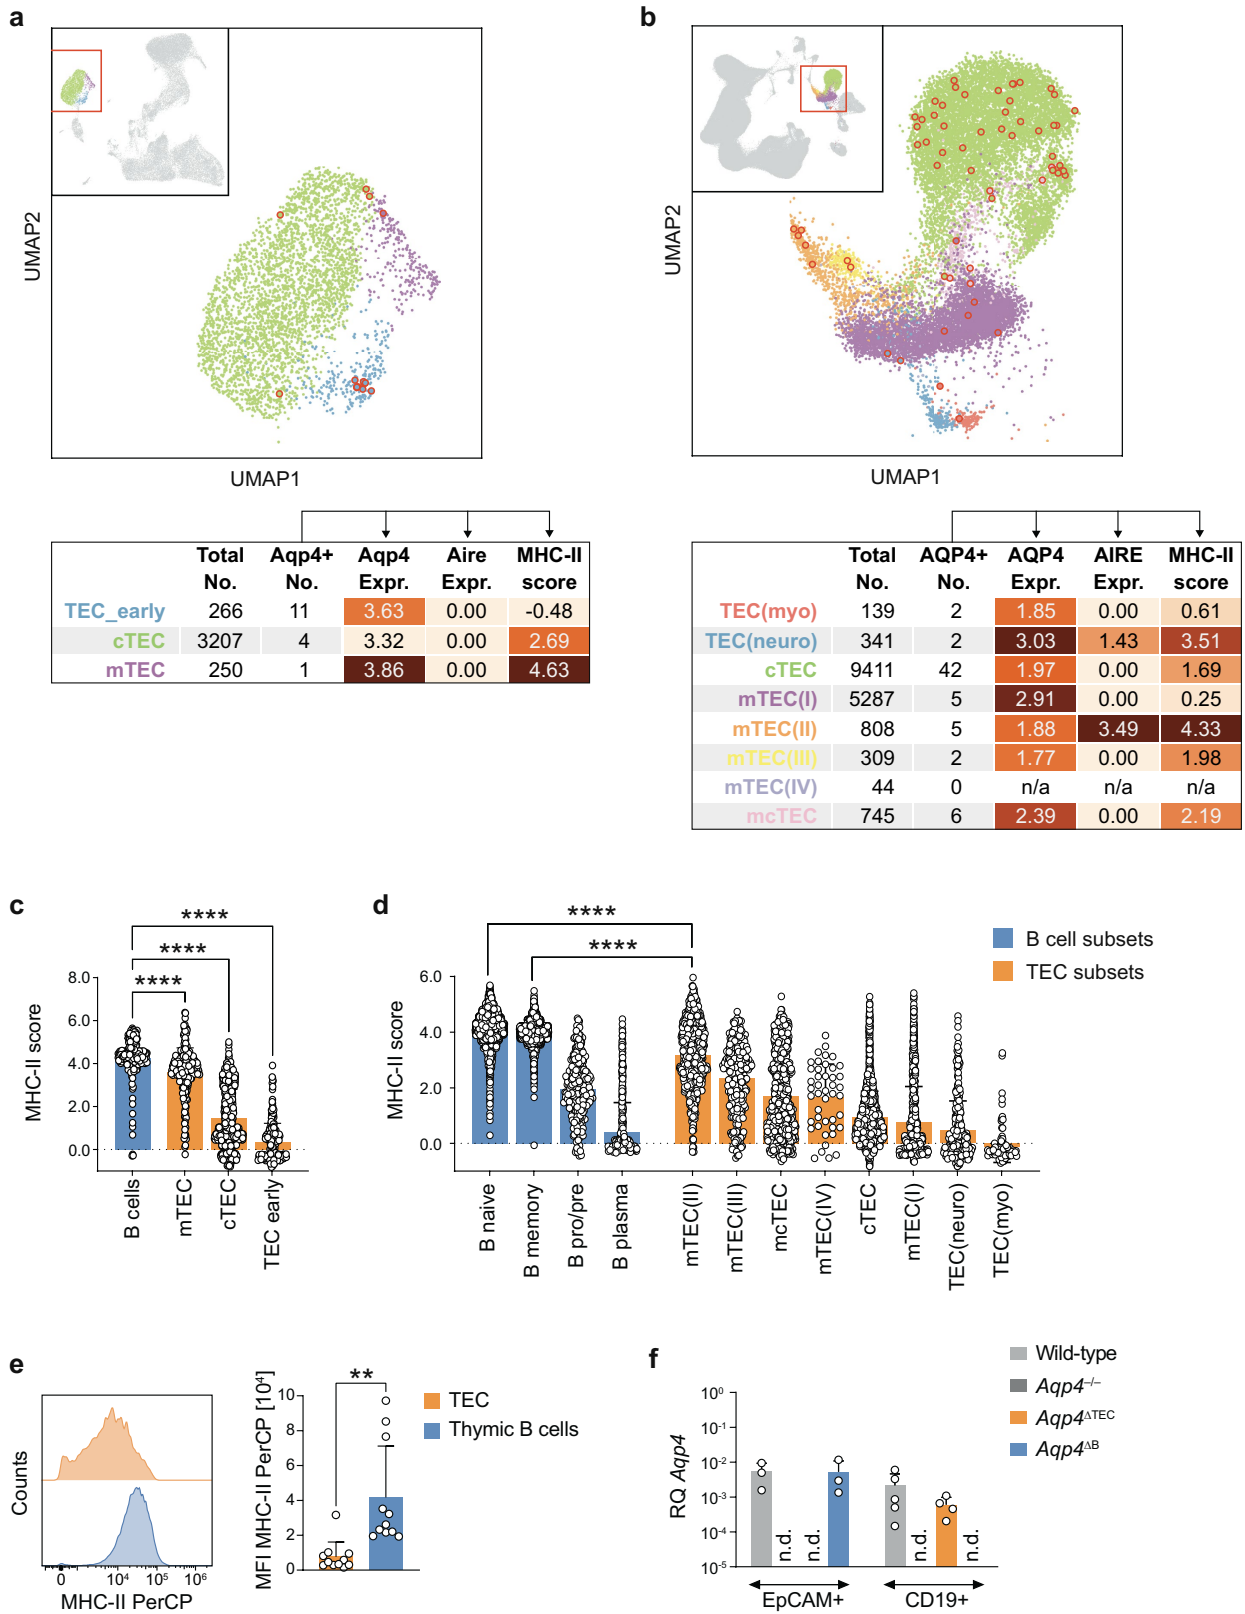 a
UMAP2
UMAP1
Total No. Aqp4+ No. Aqp4 Expr. Aire Expr. MHC-II score
TEC_early 266 11 3.63 0.00 -0.48
cTEC 3207 4 3.32 0.00 2.69
mTEC 250 1 3.86 0.00 4.63
b
UMAP2
UMAP1
Total No. AQP4+ No. AQP4 Expr. AIRE Expr. MHC-II score
TEC(myo) 139 2 1.85 0.00 0.61
TEC(neuro) 341 2 3.03 1.43 3.51
cTEC 9411 42 1.97 0.00 1.69
mTEC(I) 5287 5 2.91 0.00 0.25
mTEC(II) 808 5 1.88 3.49 4.33
mTEC(III) 309 2 1.77 0.00 1.98
mTEC(IV) 44 0 n/a n/a n/a
mcTEC 745 6 2.39 0.00 2.19
c
****
****
****
MHC-II score
8.0
6.0
4.0
2.0
0.0
B cells
mTEC
cTEC
TEC early
d
****
****
MHC-II score
6.0
4.0
2.0
0.0
B naive
B memory
B pro/pre
B plasma
mTEC(II)
mTEC(III)
mcTEC
mTEC(IV)
cTEC
mTEC(I)
TEC(neuro)
TEC(myo)
B cell subsets
TEC subsets
e
Counts
0 10⁴ 10⁵ 10⁶
MHC-II PerCP
MFI MHC-II PerCP [10⁴]
10
8
6
4
2
0
**
TEC
Thymic B cells
f
RQ Aqp4
10⁰
10⁻¹
10⁻²
10⁻³
10⁻⁴
10⁻⁵
n.d. n.d. n.d. n.d.
EpCAM+ CD19+
Wild-type
Aqp4⁻/⁻
Aqp4ΔTEC
Aqp4ΔB